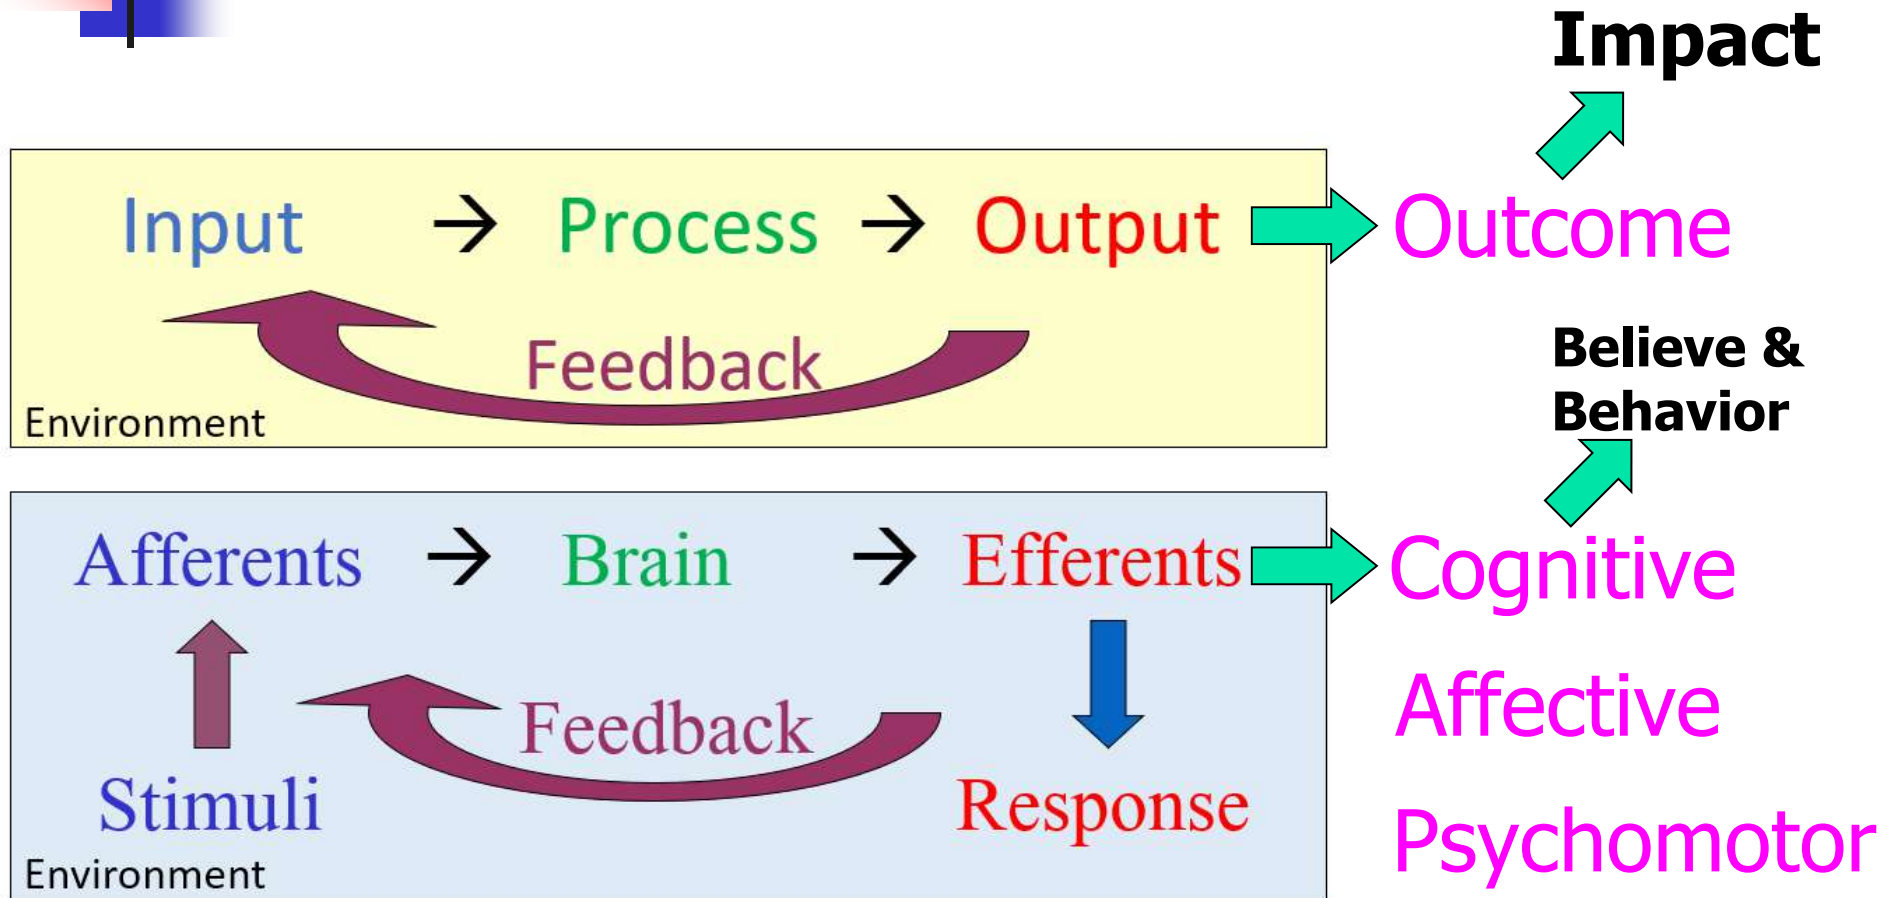 Impact
Input → Process → Output
Outcome
Feedback
Environment
Believe &
Behavior
Afferents → Brain → Efferents
Cognitive
Feedback
Affective
Stimuli
Response
Psychomotor
Environment